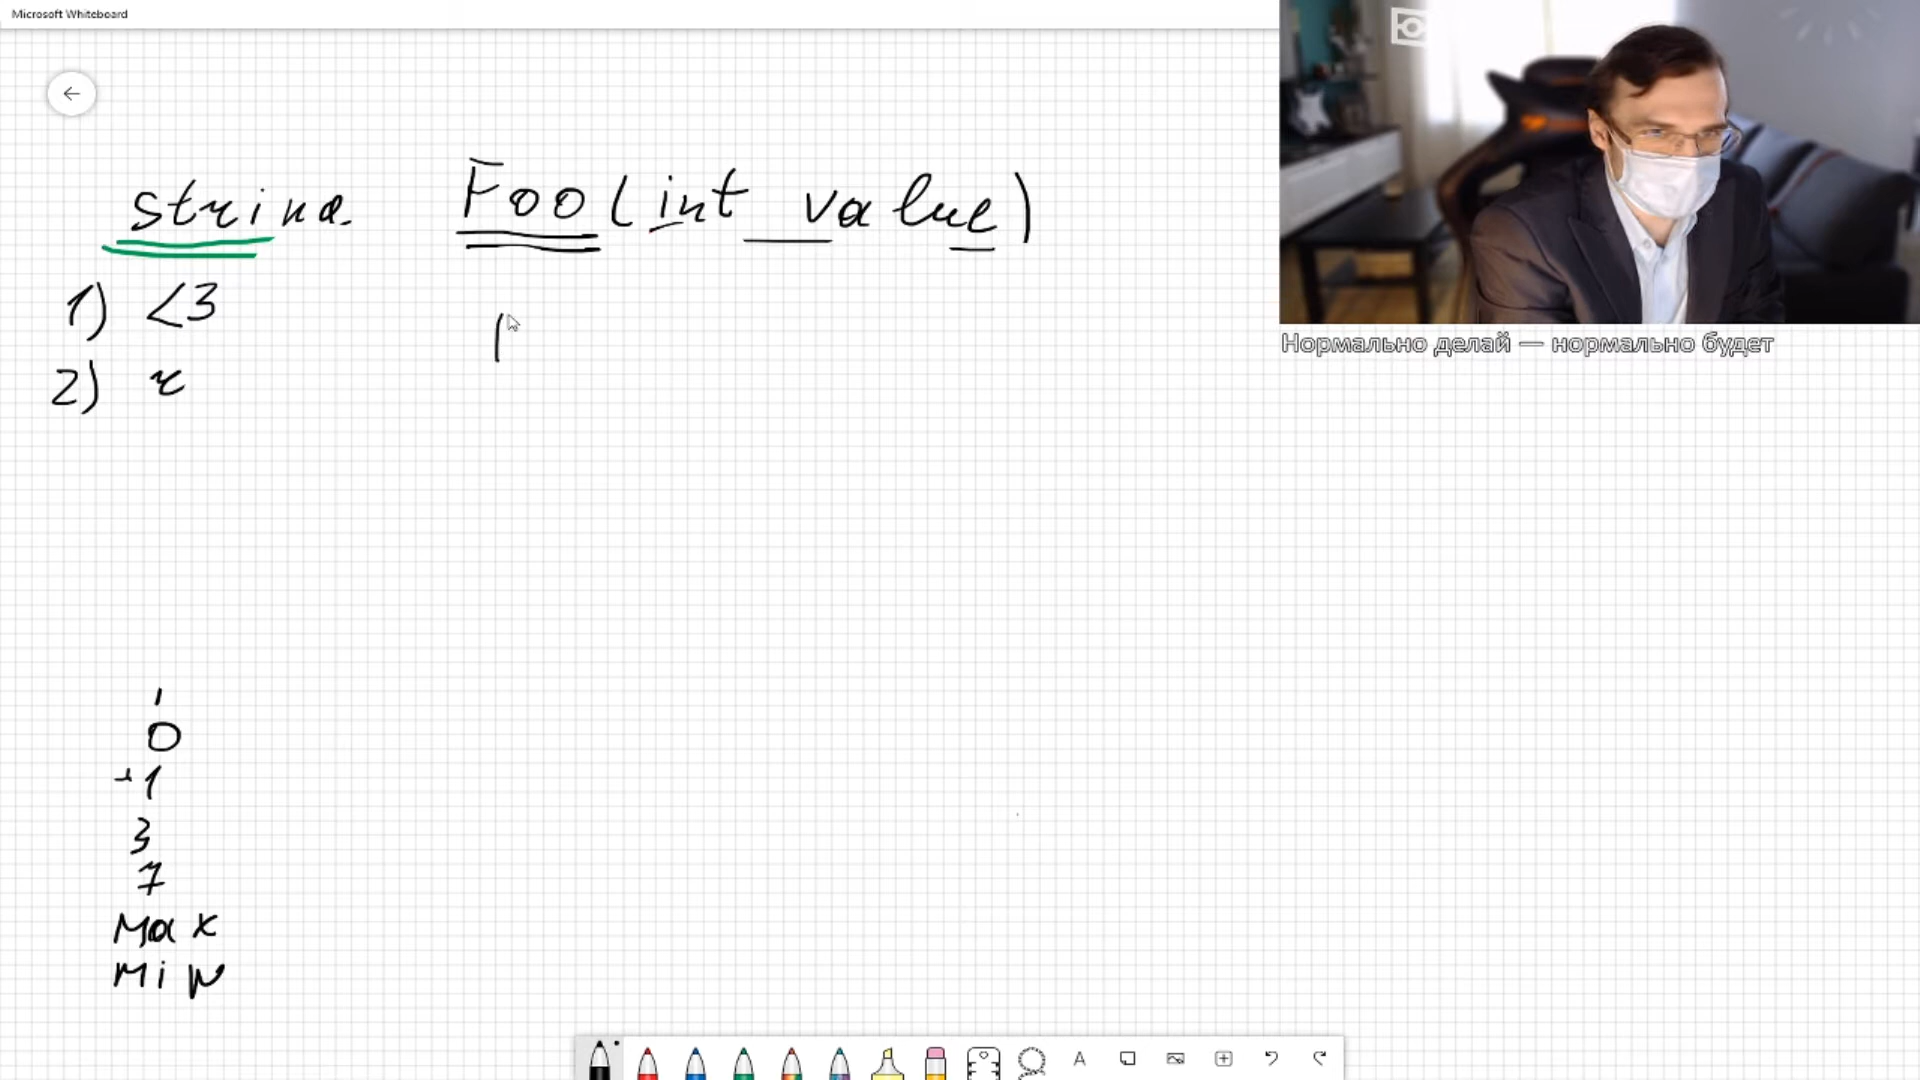 Microsoft Whiteboard
string Foo(int value)
1) <3
2) r
Нормально делай — нормально будет
0
+1
3
7
Max
Min
A